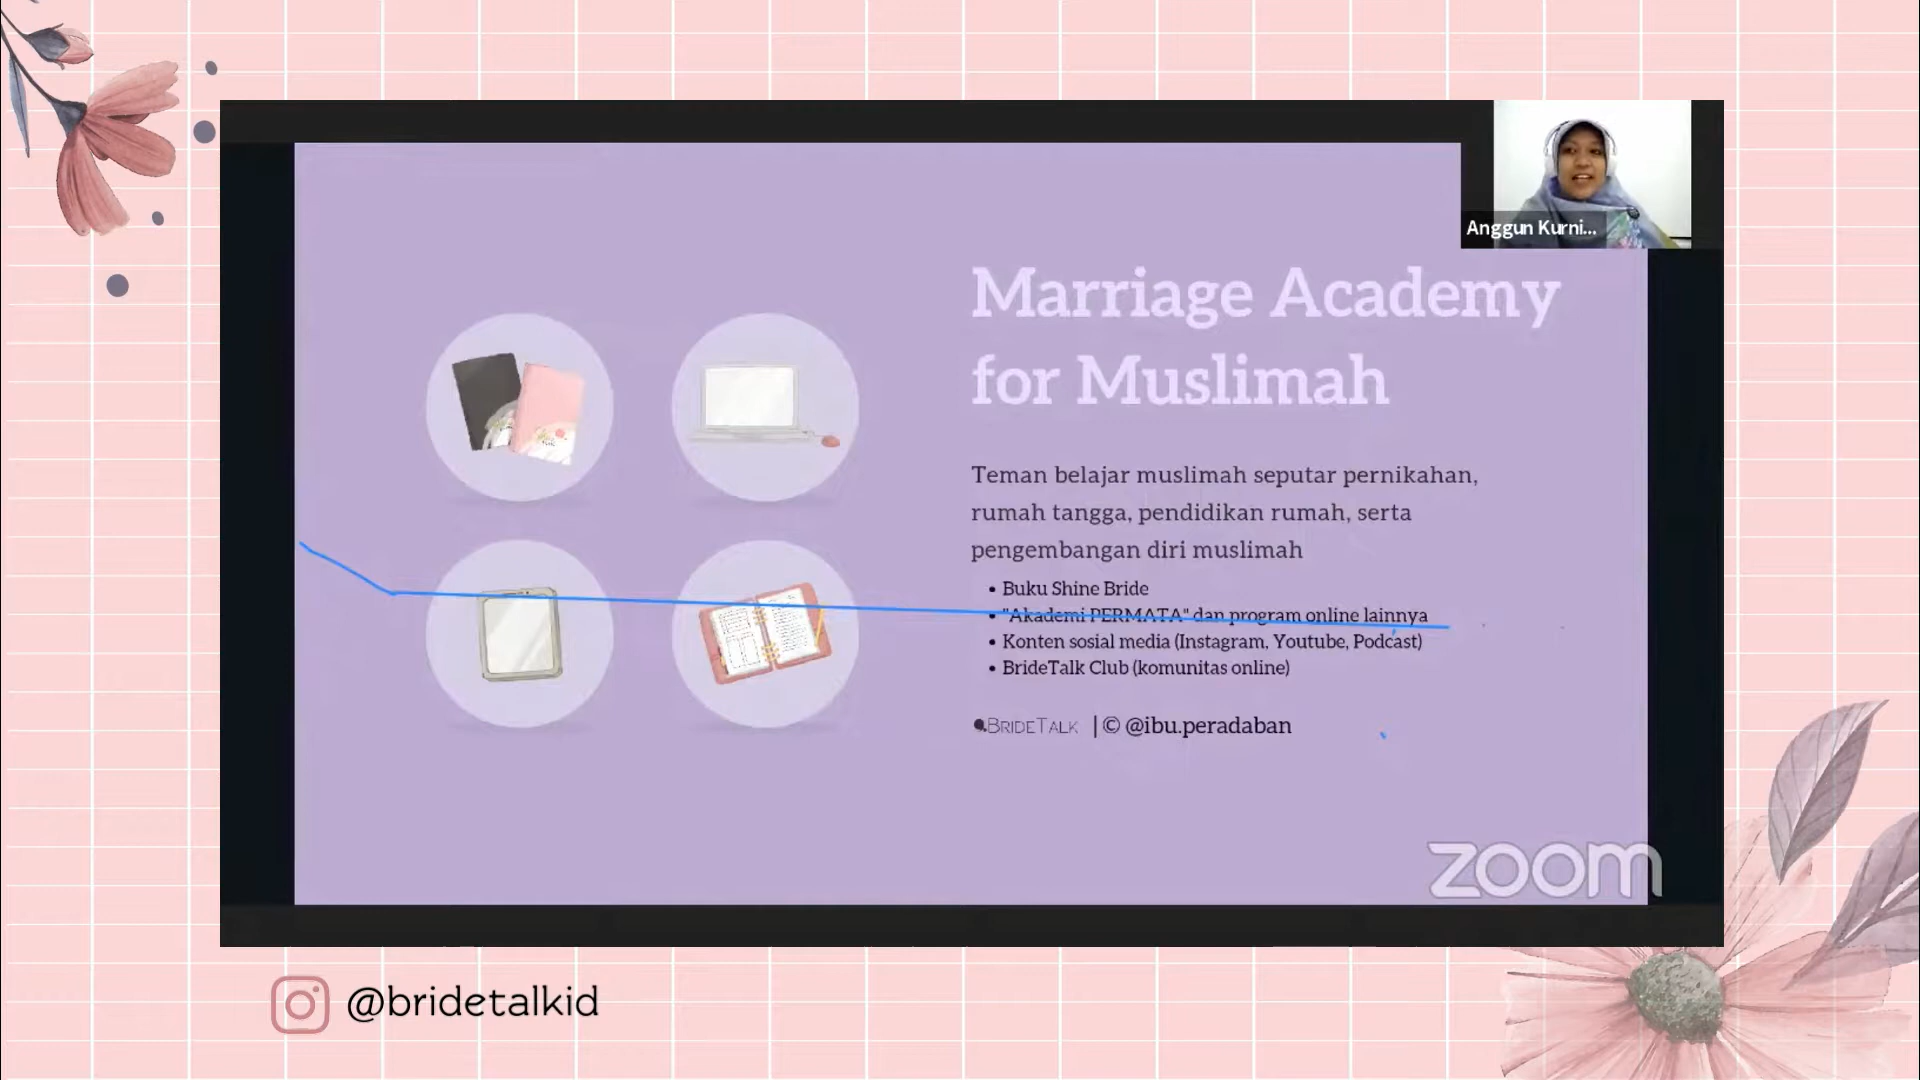 Anggun Kurni...
Marriage Academy
for Muslimah
Teman belajar muslimah seputar pernikahan,
rumah tangga, pendidikan rumah, serta
pengembangan diri muslimah
• Buku Shine Bride
• "Akademi PERMATA" dan program online lainnya
• Konten sosial media (Instagram, Youtube, Podcast)
• BrideTalk Club (komunitas online)
BRIDETALK | © @ibu.peradaban
zoom
@bridetalkid